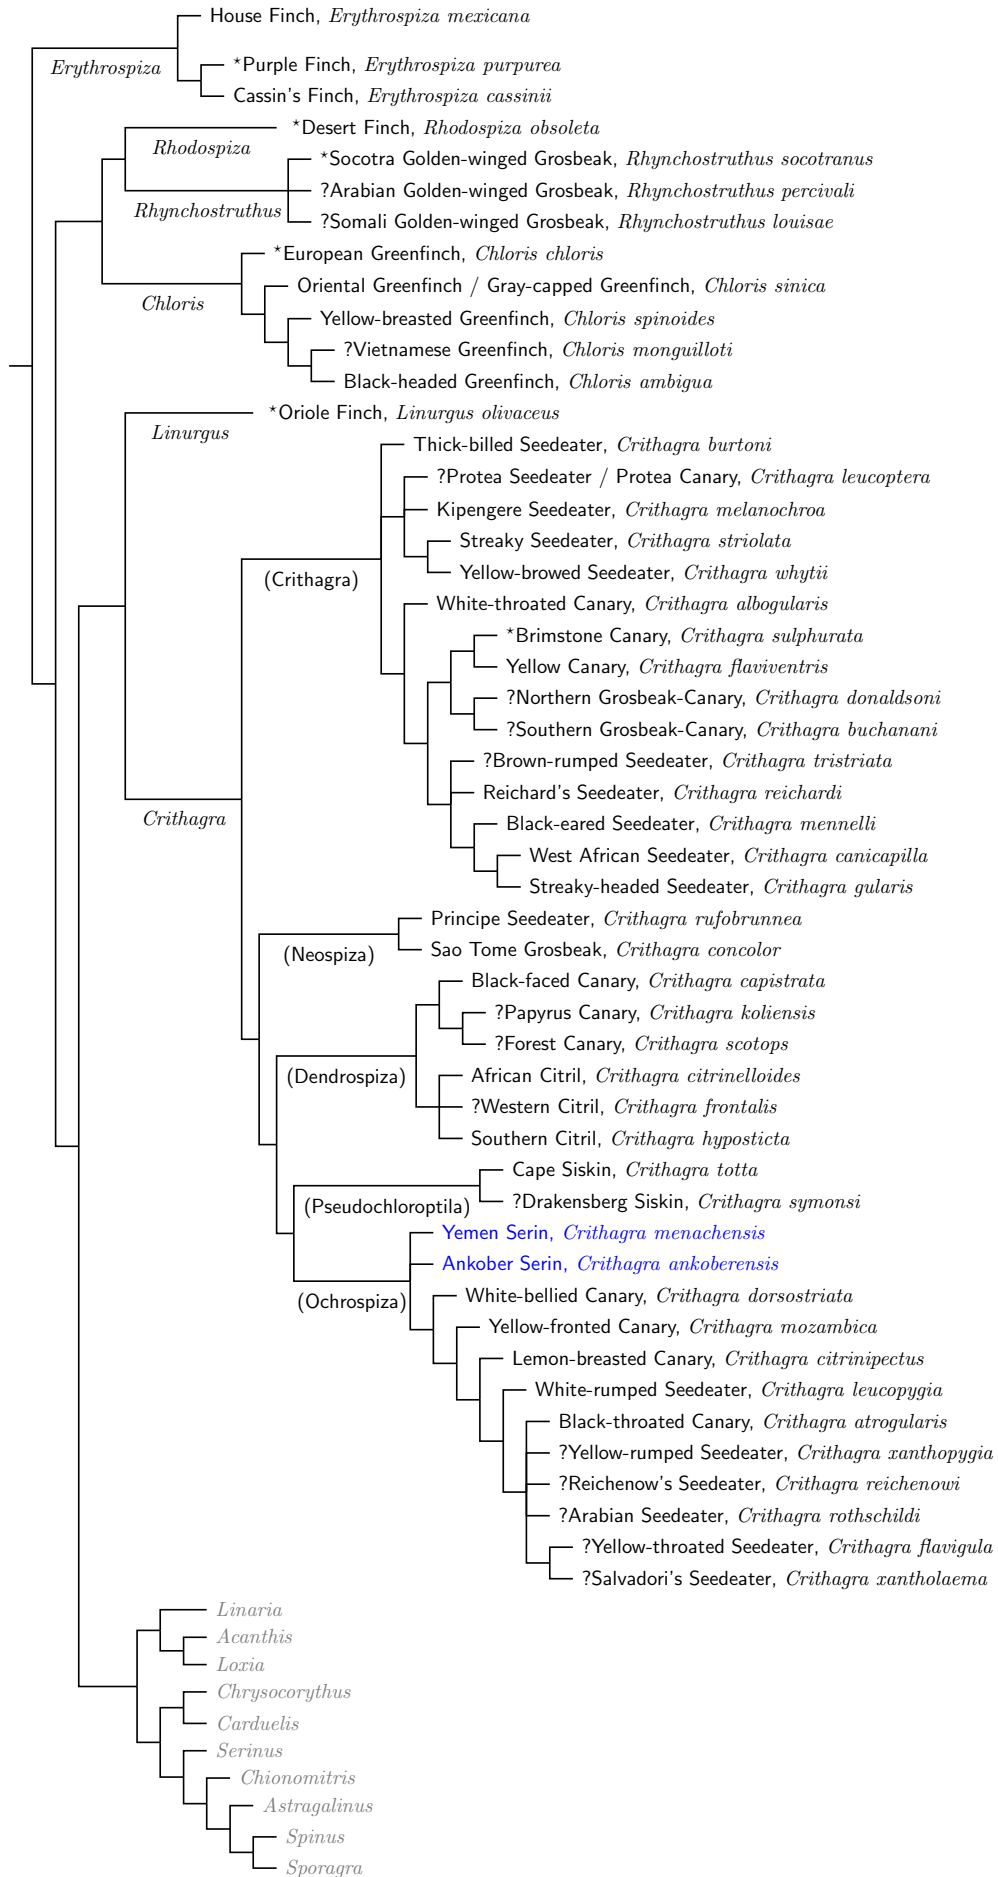 House Finch, Erythrospiza mexicana
Erythrospiza
*Purple Finch, Erythrospiza purpurea
Cassin's Finch, Erythrospiza cassinii
*Desert Finch, Rhodospiza obsoleta
Rhodospiza
*Socotra Golden-winged Grosbeak, Rhynchostruthus socotranus
?Arabian Golden-winged Grosbeak, Rhynchostruthus percivali
Rhynchostruthus
?Somali Golden-winged Grosbeak, Rhynchostruthus louisae
*European Greenfinch, Chloris chloris
Oriental Greenfinch / Gray-capped Greenfinch, Chloris sinica
Chloris
Yellow-breasted Greenfinch, Chloris spinoides
?Vietnamese Greenfinch, Chloris monguilloti
Black-headed Greenfinch, Chloris ambigua
*Oriole Finch, Linurgus olivaceus
Linurgus
Thick-billed Seedeater, Crithagra burtoni
?Protea Seedeater / Protea Canary, Crithagra leucoptera
Kipengere Seedeater, Crithagra melanochroa
Streaky Seedeater, Crithagra striolata
Yellow-browed Seedeater, Crithagra whytii
(Crithagra)
White-throated Canary, Crithagra albogularis
*Brimstone Canary, Crithagra sulphurata
Yellow Canary, Crithagra flaviventris
?Northern Grosbeak-Canary, Crithagra donaldsoni
?Southern Grosbeak-Canary, Crithagra buchanani
?Brown-rumped Seedeater, Crithagra tristriata
Reichard's Seedeater, Crithagra reichardi
Crithagra
Black-eared Seedeater, Crithagra mennelli
West African Seedeater, Crithagra canicapilla
Streaky-headed Seedeater, Crithagra gularis
Principe Seedeater, Crithagra rufobrunnea
(Neospiza)
Sao Tome Grosbeak, Crithagra concolor
Black-faced Canary, Crithagra capistrata
?Papyrus Canary, Crithagra koliensis
?Forest Canary, Crithagra scotops
(Dendrospiza)
African Citril, Crithagra citrinelloides
?Western Citril, Crithagra frontalis
Southern Citril, Crithagra hyposticta
Cape Siskin, Crithagra totta
(Pseudochloroptila)
?Drakensberg Siskin, Crithagra symonsi
Yemen Serin, Crithagra menachensis
Ankober Serin, Crithagra ankoberensis
(Ochrospiza)
White-bellied Canary, Crithagra dorsostriata
Yellow-fronted Canary, Crithagra mozambica
Lemon-breasted Canary, Crithagra citrinipectus
White-rumped Seedeater, Crithagra leucopygia
Black-throated Canary, Crithagra atrogularis
?Yellow-rumped Seedeater, Crithagra xanthopygia
?Reichenow's Seedeater, Crithagra reichenowi
?Arabian Seedeater, Crithagra rothschildi
?Yellow-throated Seedeater, Crithagra flavigula
?Salvadori's Seedeater, Crithagra xantholaema
Linaria
Acanthis
Loxia
Chrysocorythus
Carduelis
Serinus
Chionomitris
Astragalinus
Spinus
Sporagra